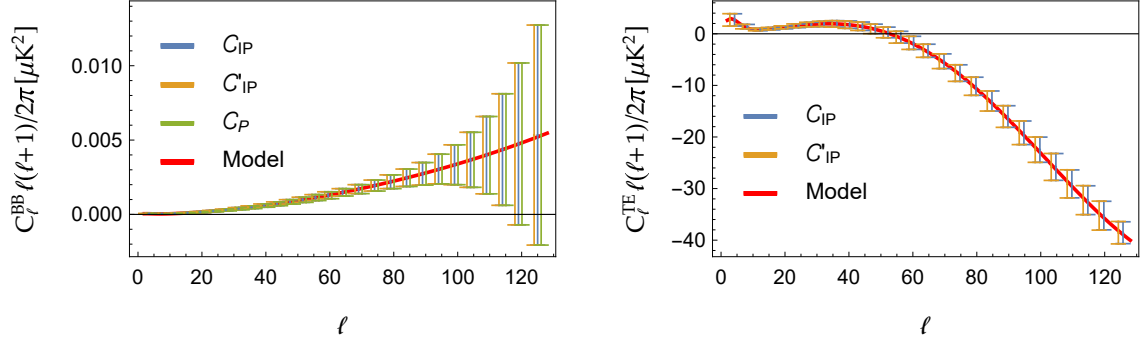 C_ℓ^BB ℓ(ℓ+1)/2π[μK²]
0.010
0.005
0.000
C_IP
C'_IP
C_P
Model
0 20 40 60 80 100 120
ℓ
C_ℓ^TE ℓ(ℓ+1)/2π[μK²]
0
−10
−20
−30
−40
C_IP
C'_IP
Model
0 20 40 60 80 100 120
ℓ